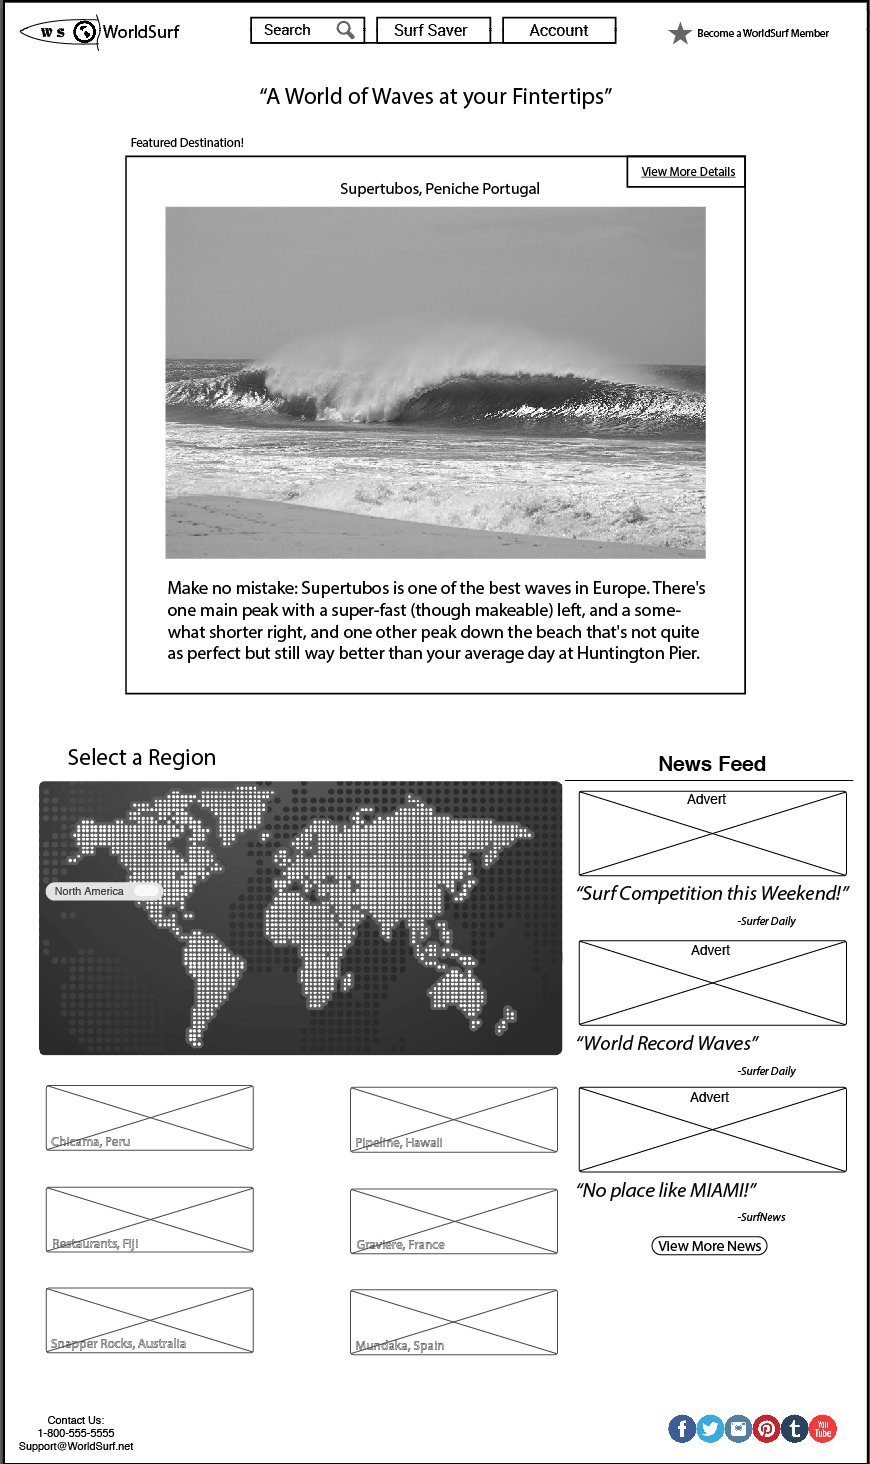 W S WorldSurf
Search
Surf Saver
Account
Become a WorldSurf Member
“A World of Waves at your Fintertips”
Featured Destination!
View More Details
Supertubos, Peniche Portugal
Make no mistake: Supertubos is one of the best waves in Europe. There's
one main peak with a super-fast (though makeable) left, and a some-
what shorter right, and one other peak down the beach that's not quite
as perfect but still way better than your average day at Huntington Pier.
Select a Region
North America
Chicama, Peru
Pipeline, Hawaii
Restaurants, Fiji
Graviere, France
Snapper Rocks, Australia
Mundaka, Spain
News Feed
Advert
“Surf Competition this Weekend!”
-Surfer Daily
Advert
“World Record Waves”
-Surfer Daily
Advert
“No place like MIAMI!”
-SurfNews
View More News
Contact Us:
1-800-555-5555
Support@WorldSurf.net
f
t
You
Tube